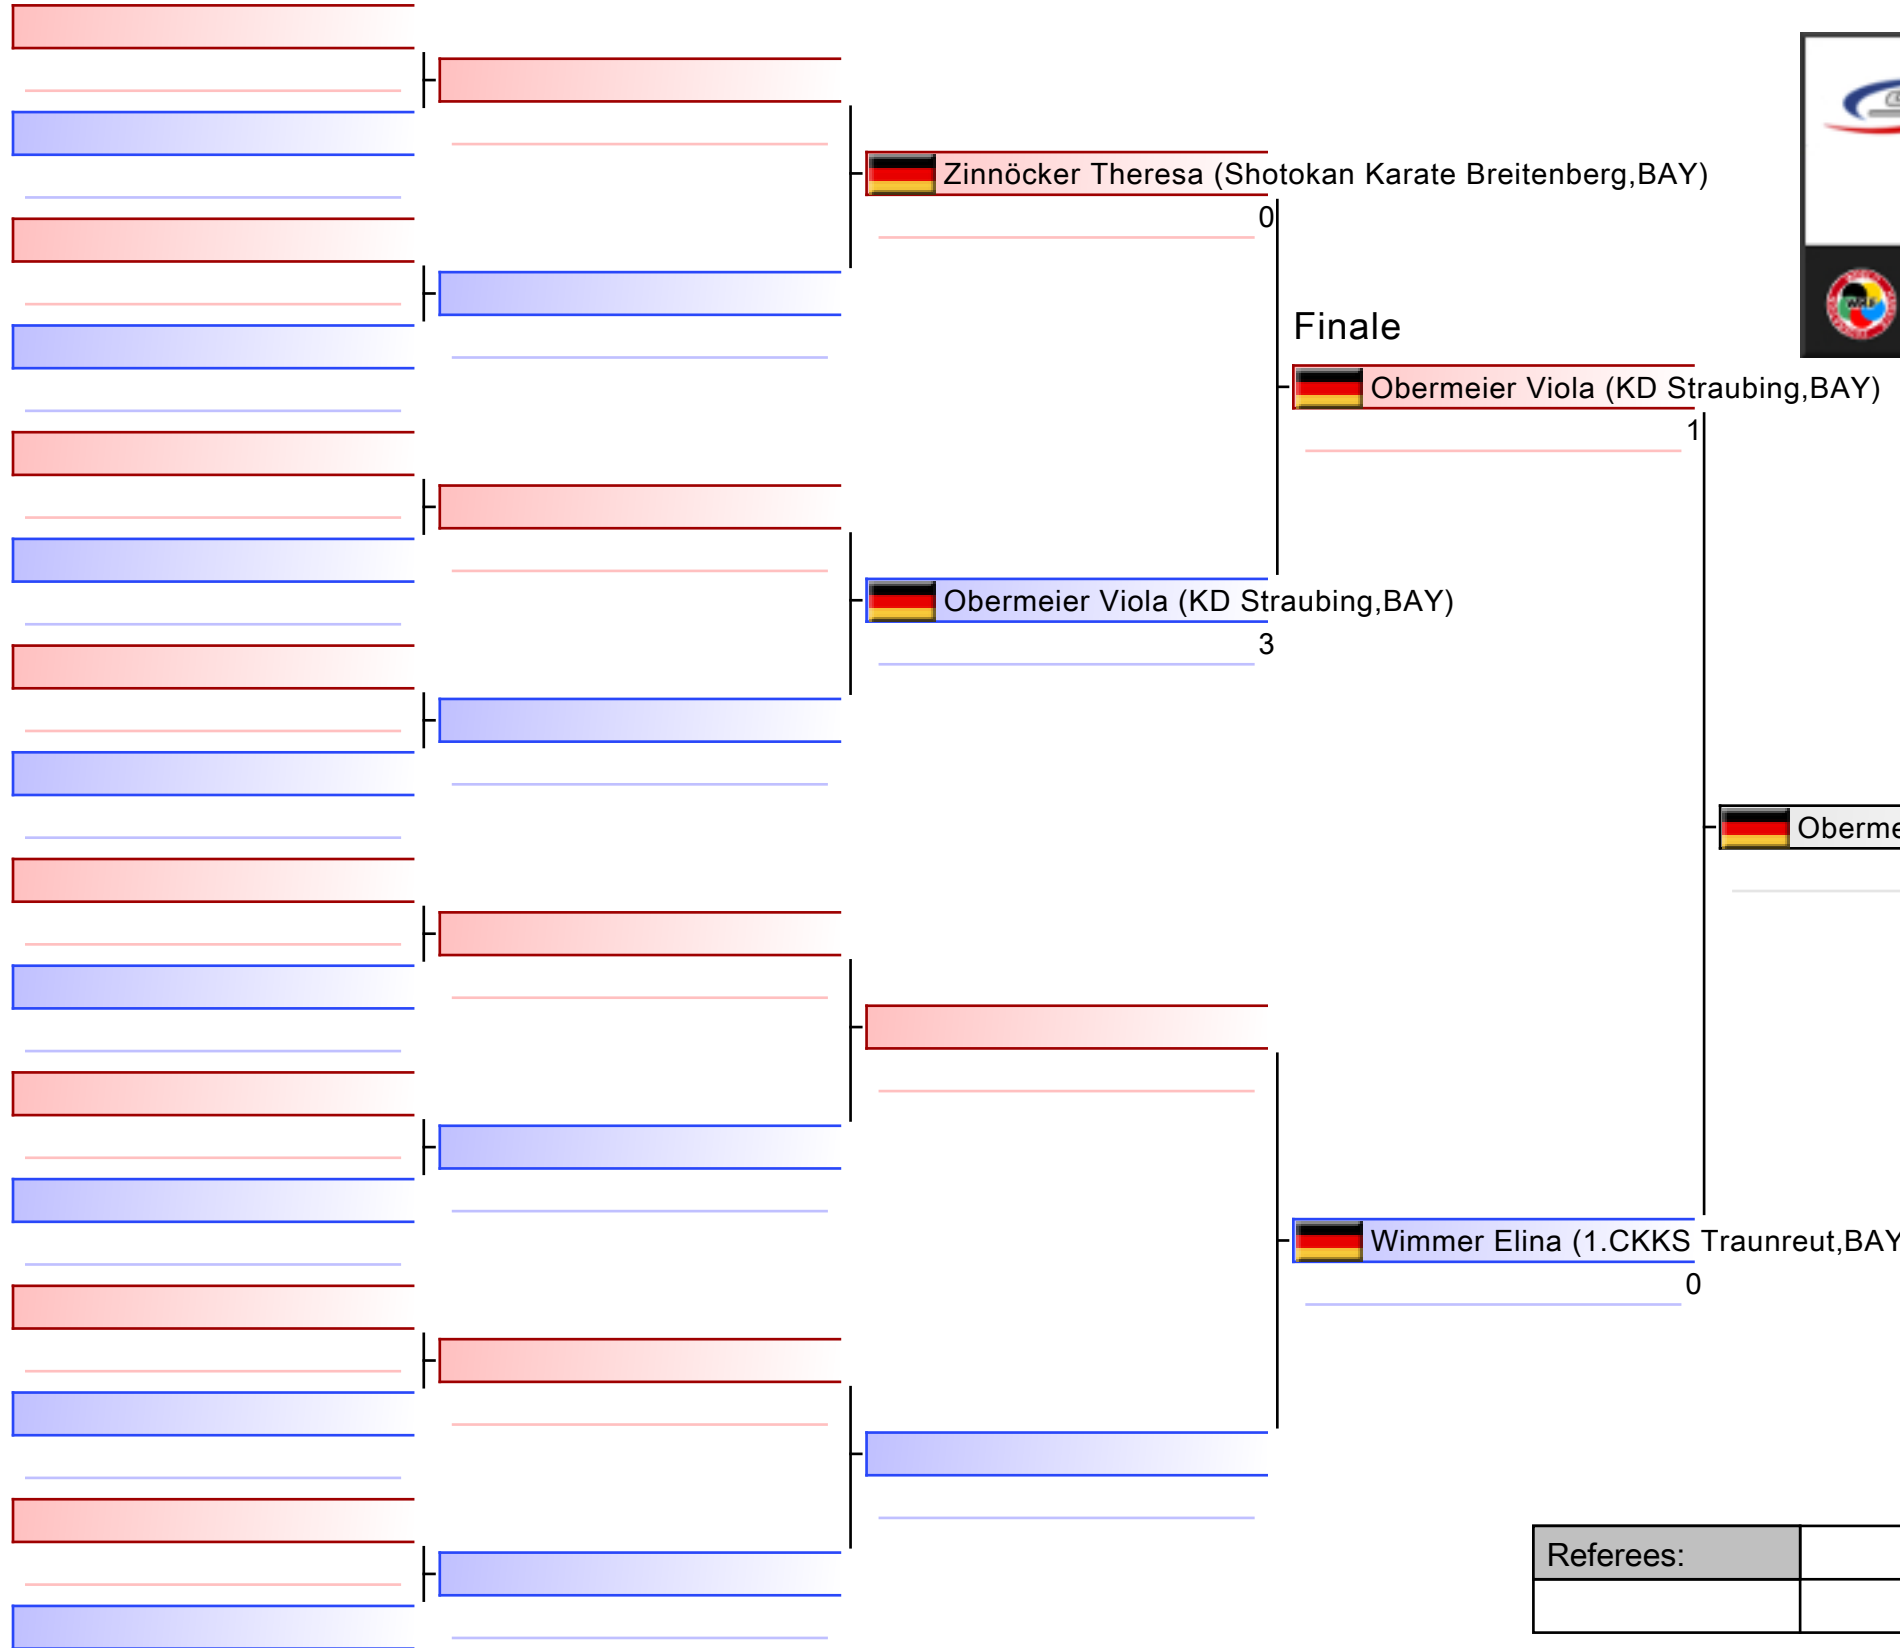 Zinnöcker Theresa (Shotokan Karate Breitenberg,BAY)
0
Finale
Obermeier Viola (KD Straubing,BAY)
1
Obermeier Viola (KD Straubing,BAY)
3
Oberme
Wimmer Elina (1.CKKS Traunreut,BAY
0
Referees: